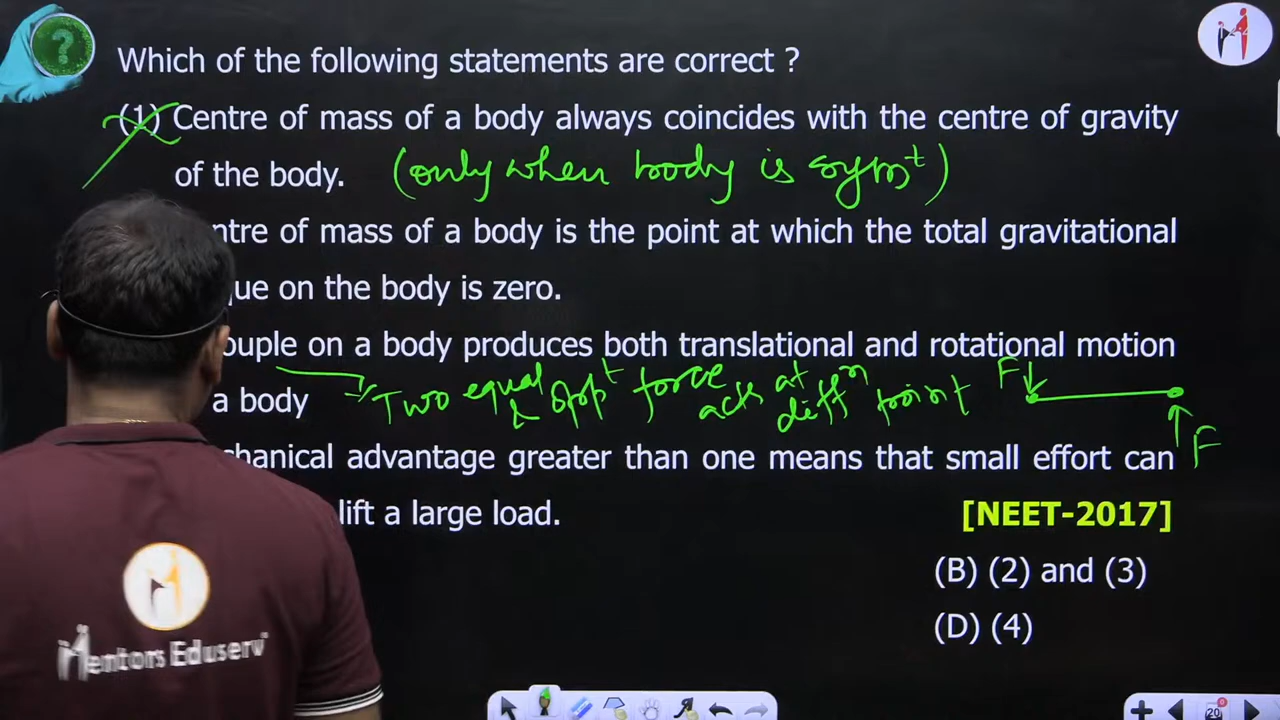 ?
Which of the following statements are correct ?
(1) Centre of mass of a body always coincides with the centre of gravity
of the body. (only when body is symt)
ntre of mass of a body is the point at which the total gravitational
ue on the body is zero.
ouple on a body produces both translational and rotational motion
a body → Two equal & oppt force acts at diffn point F
F
chanical advantage greater than one means that small effort can
lift a large load. [NEET-2017]
(B) (2) and (3)
(D) (4)
Mentors Eduserv
20